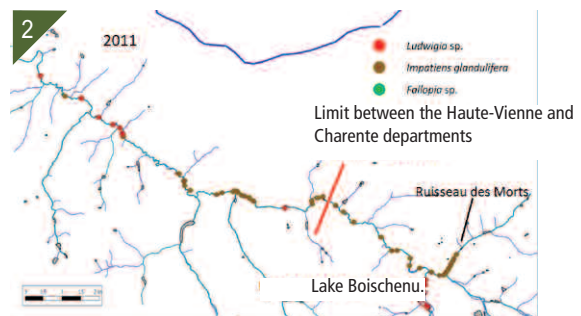 2
2011
Ludwigia sp.
Impatiens glandulifera
Fallopia sp.
Limit between the Haute-Vienne and
Charente departments
Ruisseau des Morts
Lake Boischenu.